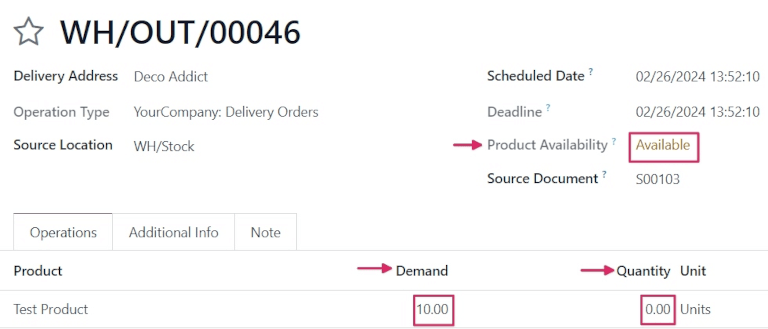 WH/OUT/00046
Delivery Address Deco Addict Scheduled Date ? 02/26/2024 13:52:10
Operation Type YourCompany: Delivery Orders Deadline ? 02/26/2024 13:52:10
Source Location WH/Stock Product Availability ? Available
Source Document ? S00103
Operations Additional Info Note
Product Demand Quantity Unit
Test Product 10.00 0.00 Units